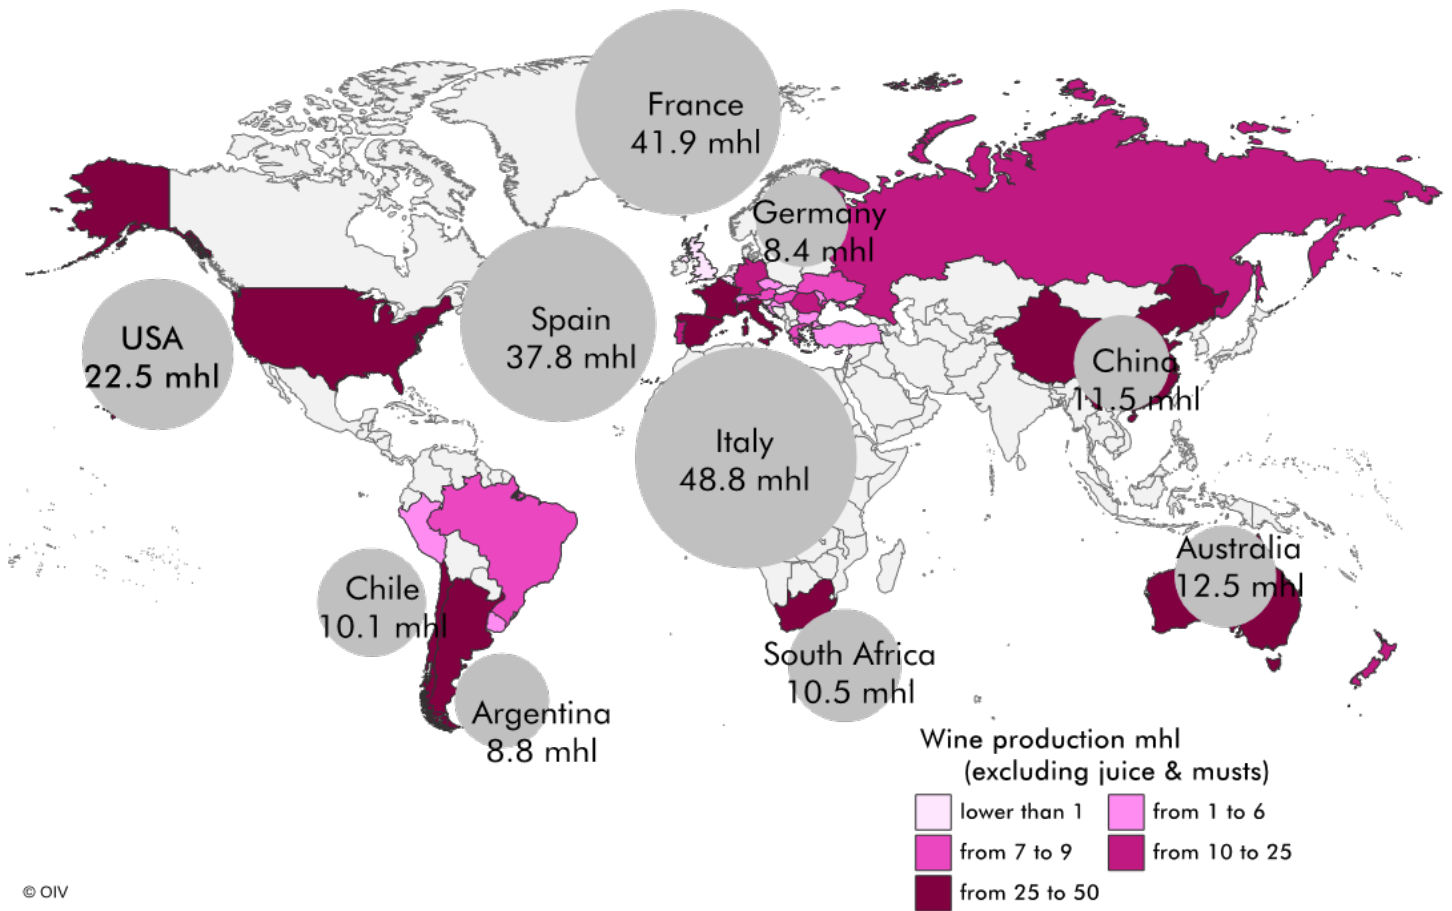 France
41.9 mhl
Germany
8.4 mhl
USA
22.5 mhl
Spain
37.8 mhl
China
11.5 mhl
Italy
48.8 mhl
Australia
12.5 mhl
Chile
10.1 mhl
South Africa
10.5 mhl
Argentina
8.8 mhl
Wine production mhl
(excluding juice & musts)
lower than 1
from 1 to 6
from 7 to 9
from 10 to 25
from 25 to 50
© OIV